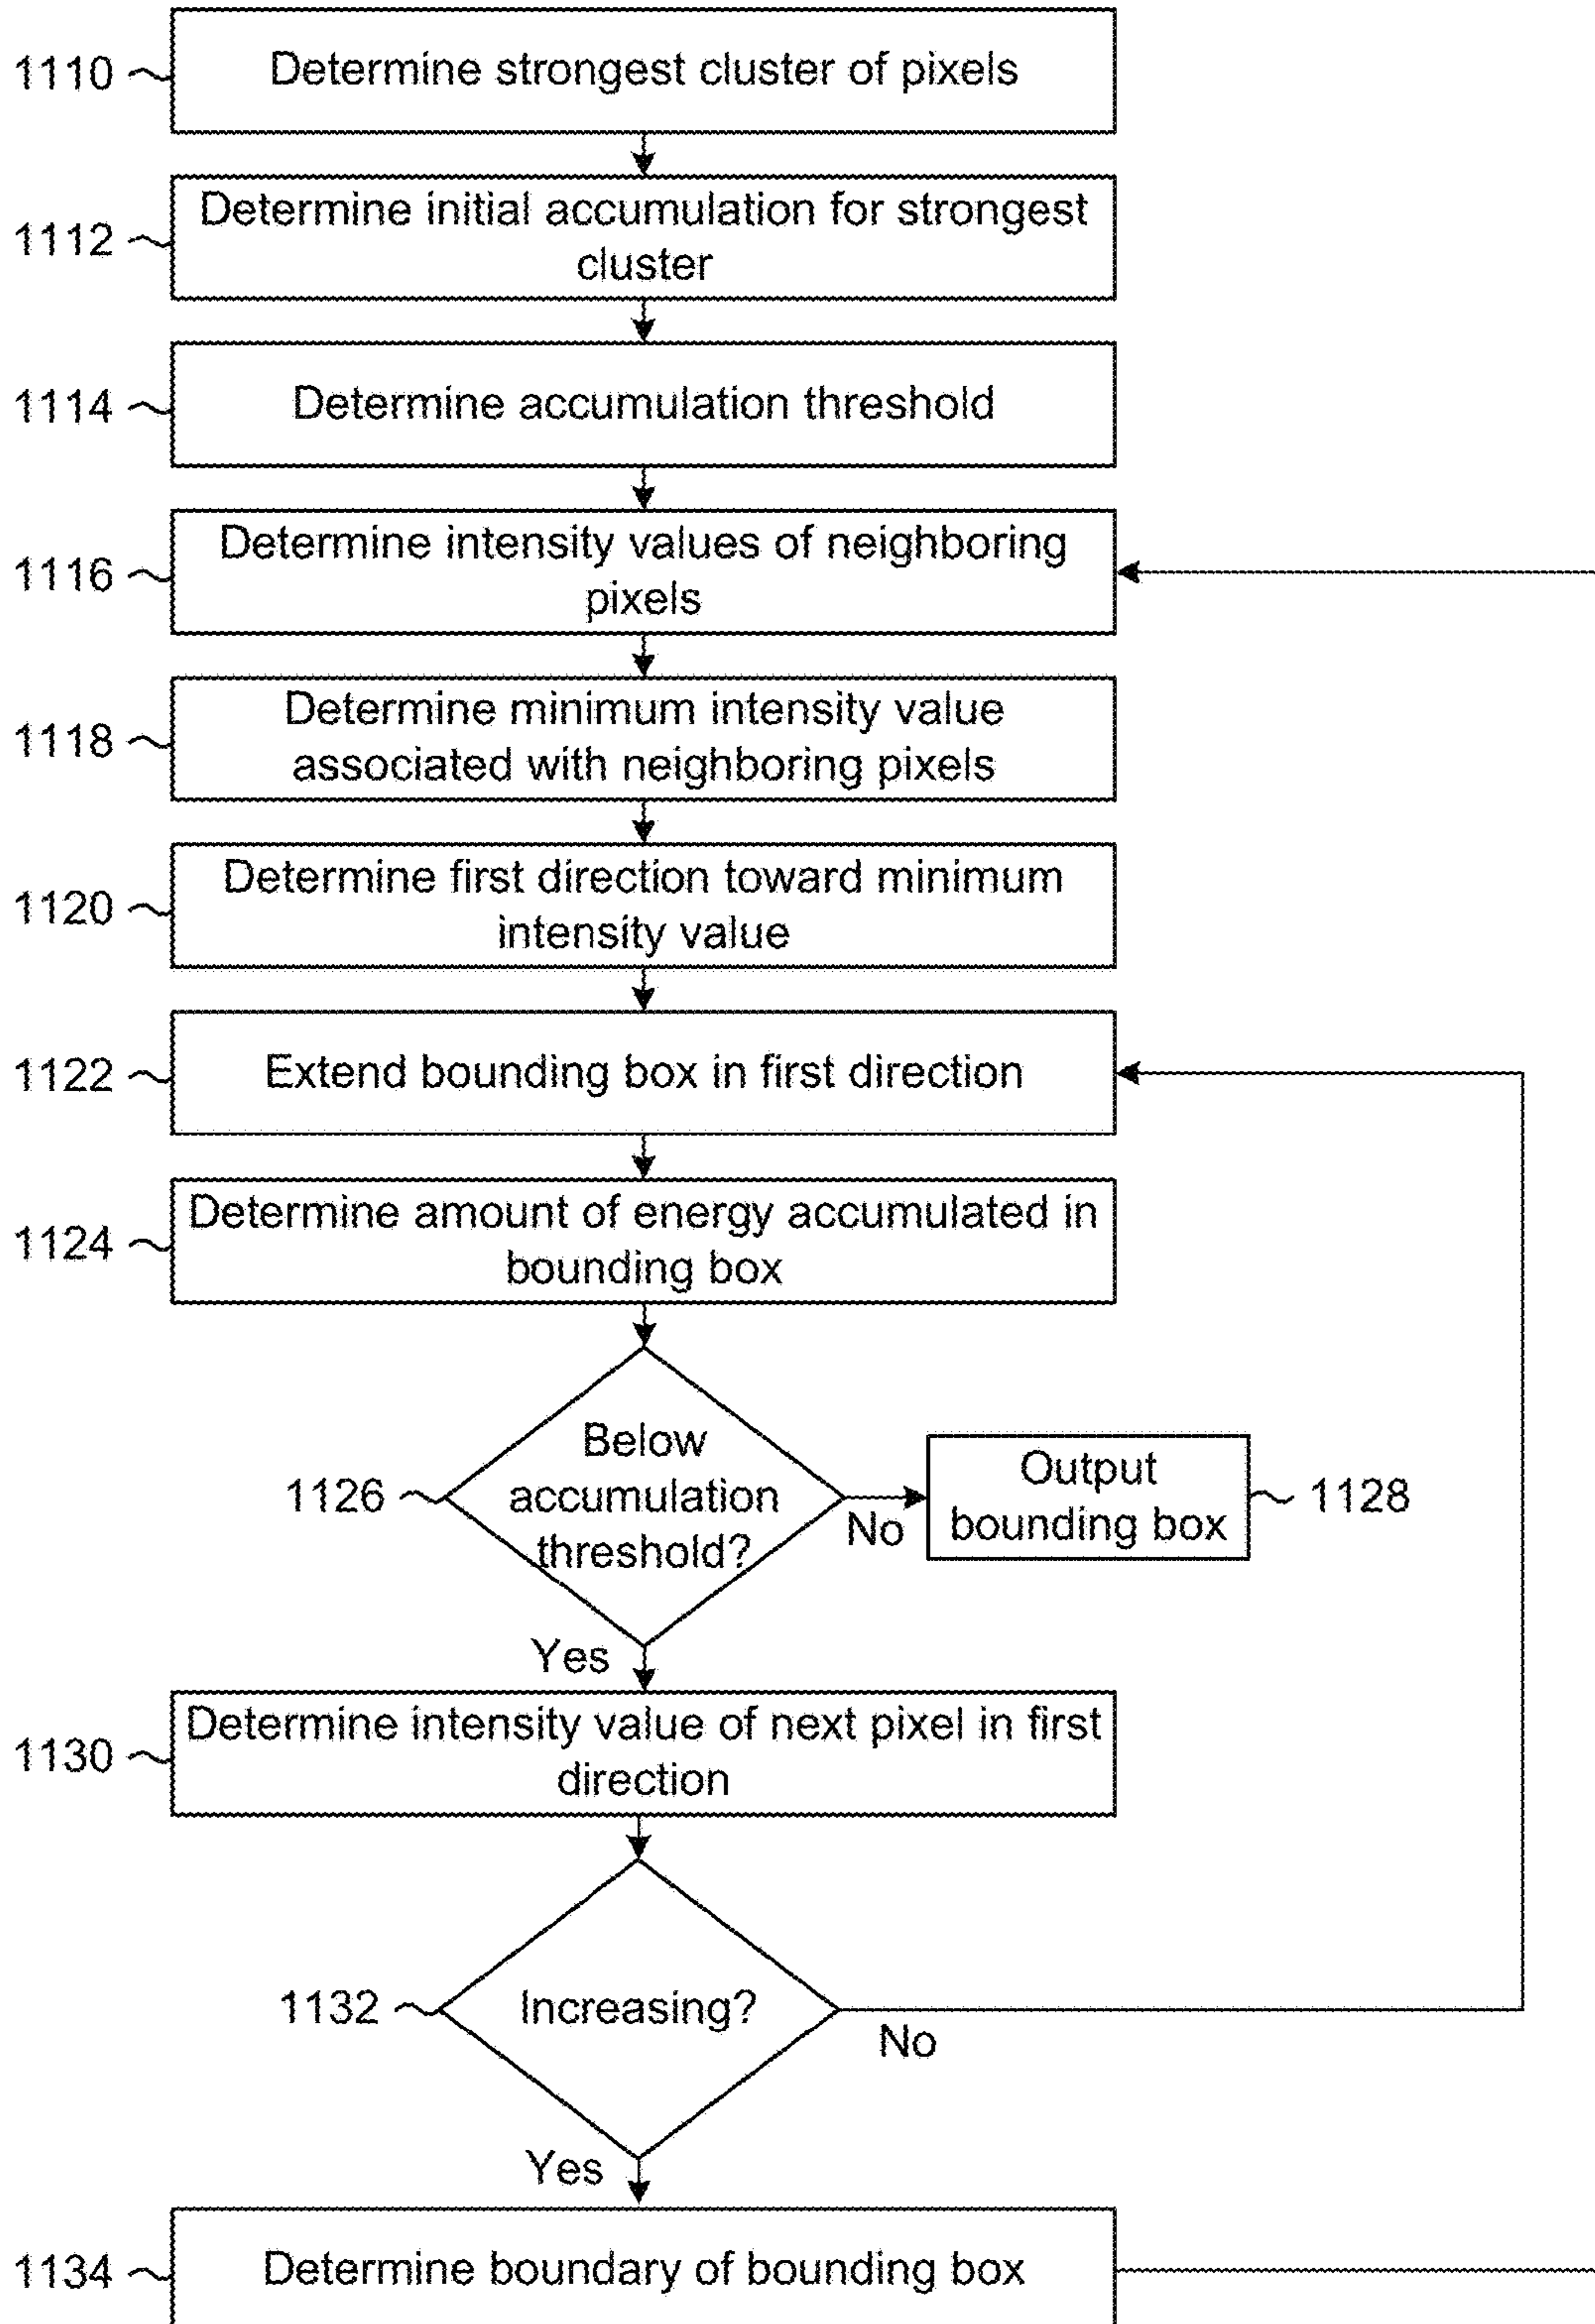 1110
Determine strongest cluster of pixels
1112
Determine initial accumulation for strongest
cluster
1114
Determine accumulation threshold
1116
Determine intensity values of neighboring
pixels
1118
Determine minimum intensity value
associated with neighboring pixels
1120
Determine first direction toward minimum
intensity value
1122
Extend bounding box in first direction
1124
Determine amount of energy accumulated in
bounding box
1126
Below
accumulation
threshold?
No
Output
bounding box
1128
Yes
1130
Determine intensity value of next pixel in first
direction
1132
Increasing?
No
Yes
1134
Determine boundary of bounding box